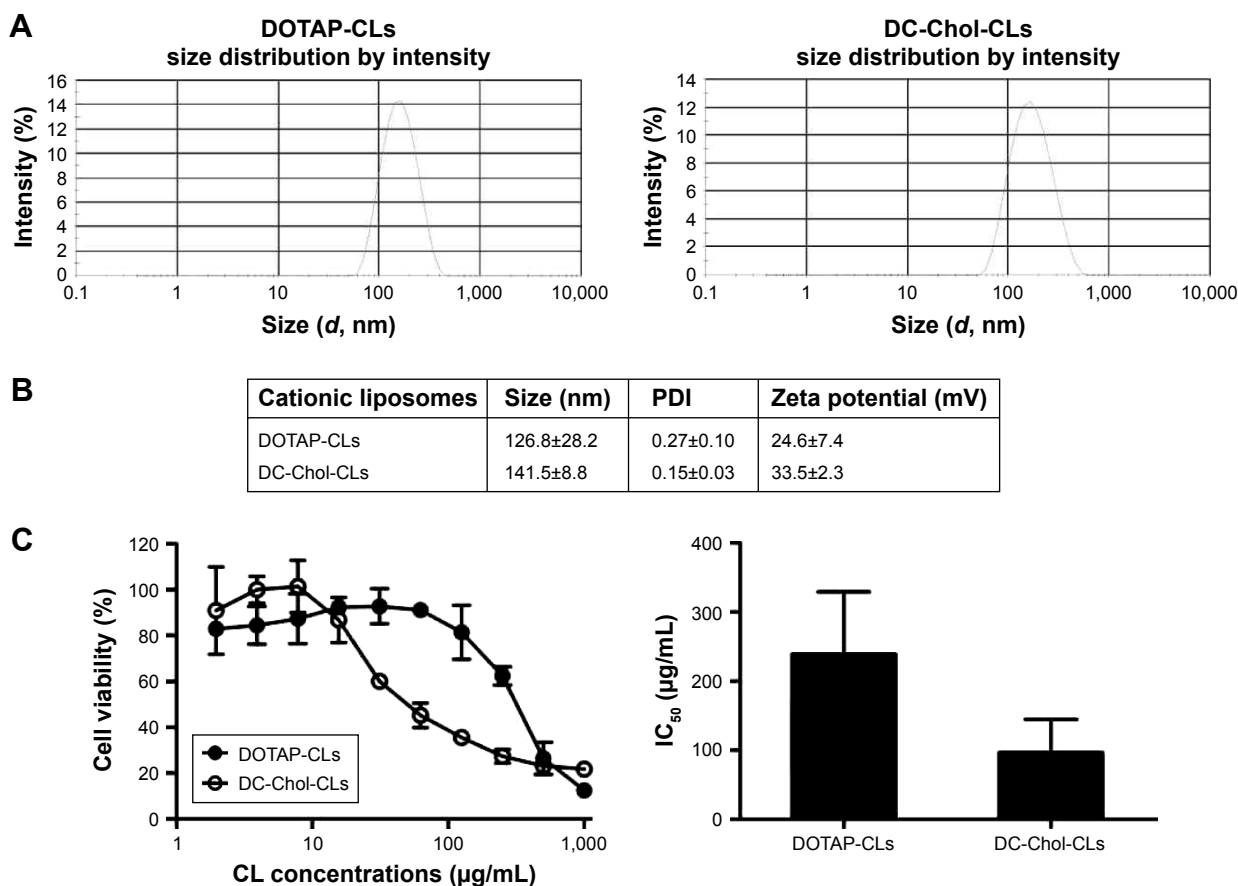 A
DOTAP-CLs
size distribution by intensity
16
14
12
10
8
6
4
2
0
0.1
1
10
100
1,000
10,000
Intensity (%)
Size (d, nm)
DC-Chol-CLs
size distribution by intensity
14
12
10
8
6
4
2
0
0.1
1
10
100
1,000
10,000
Intensity (%)
Size (d, nm)
B
Cationic liposomes Size (nm) PDI Zeta potential (mV)
DOTAP-CLs 126.8±28.2 0.27±0.10 24.6±7.4
DC-Chol-CLs 141.5±8.8 0.15±0.03 33.5±2.3
C
120
100
80
60
40
20
0
1
10
100
1,000
Cell viability (%)
DOTAP-CLs
DC-Chol-CLs
CL concentrations (µg/mL)
400
300
200
100
0
IC50 (µg/mL)
DOTAP-CLs
DC-Chol-CLs